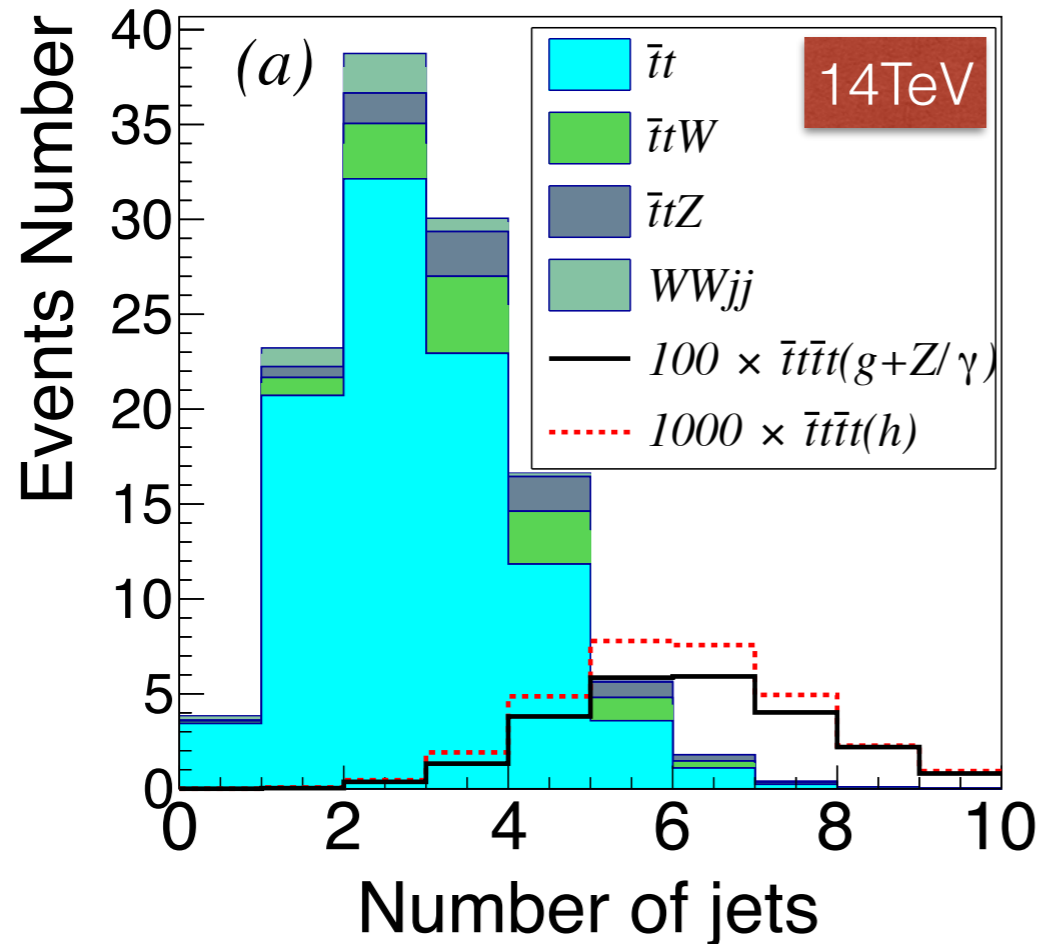 (a)
14TeV
t̄t
t̄tW
t̄tZ
WWjj
100 × t̄tt̄t(g+Z/γ)
1000 × t̄tt̄t(h)
Events Number
40
35
30
25
20
15
10
5
0
0 2 4 6 8 10
Number of jets